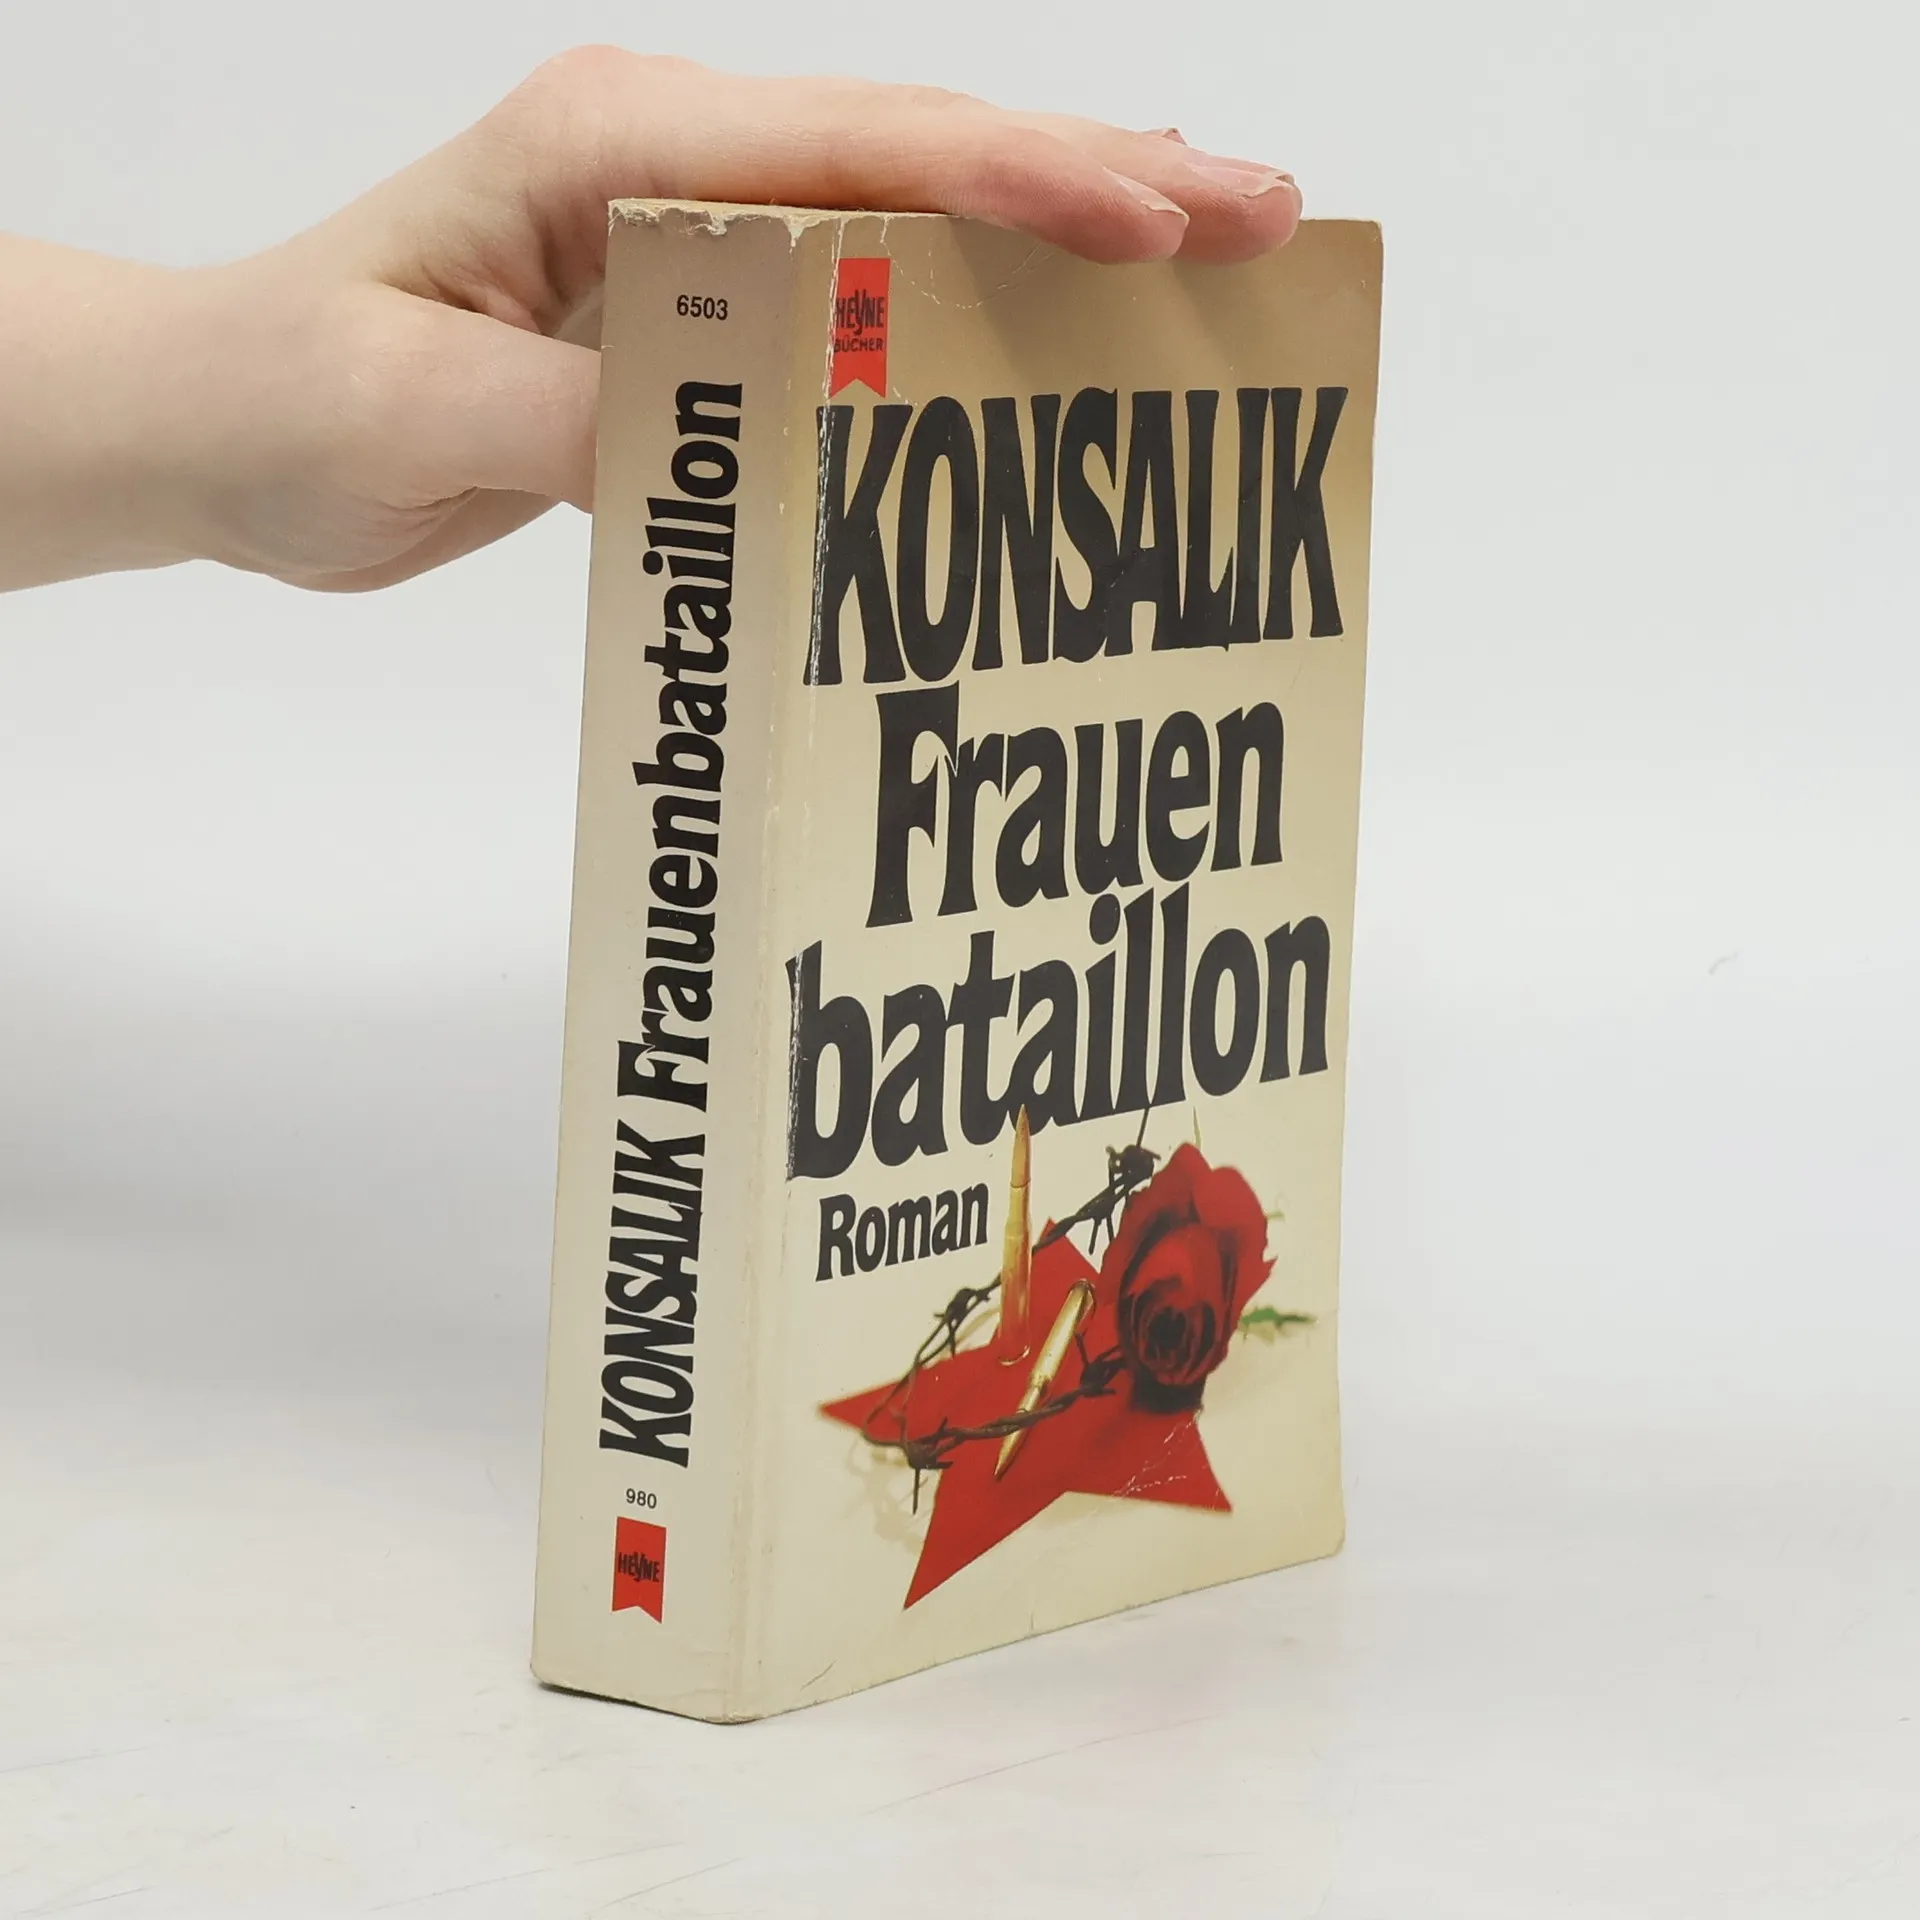 6503
KONSALIK Frauenbataillon
980
HEYNE
HEYNE
BÜCHER
KONSALIK
Frauen
bataillon
Roman